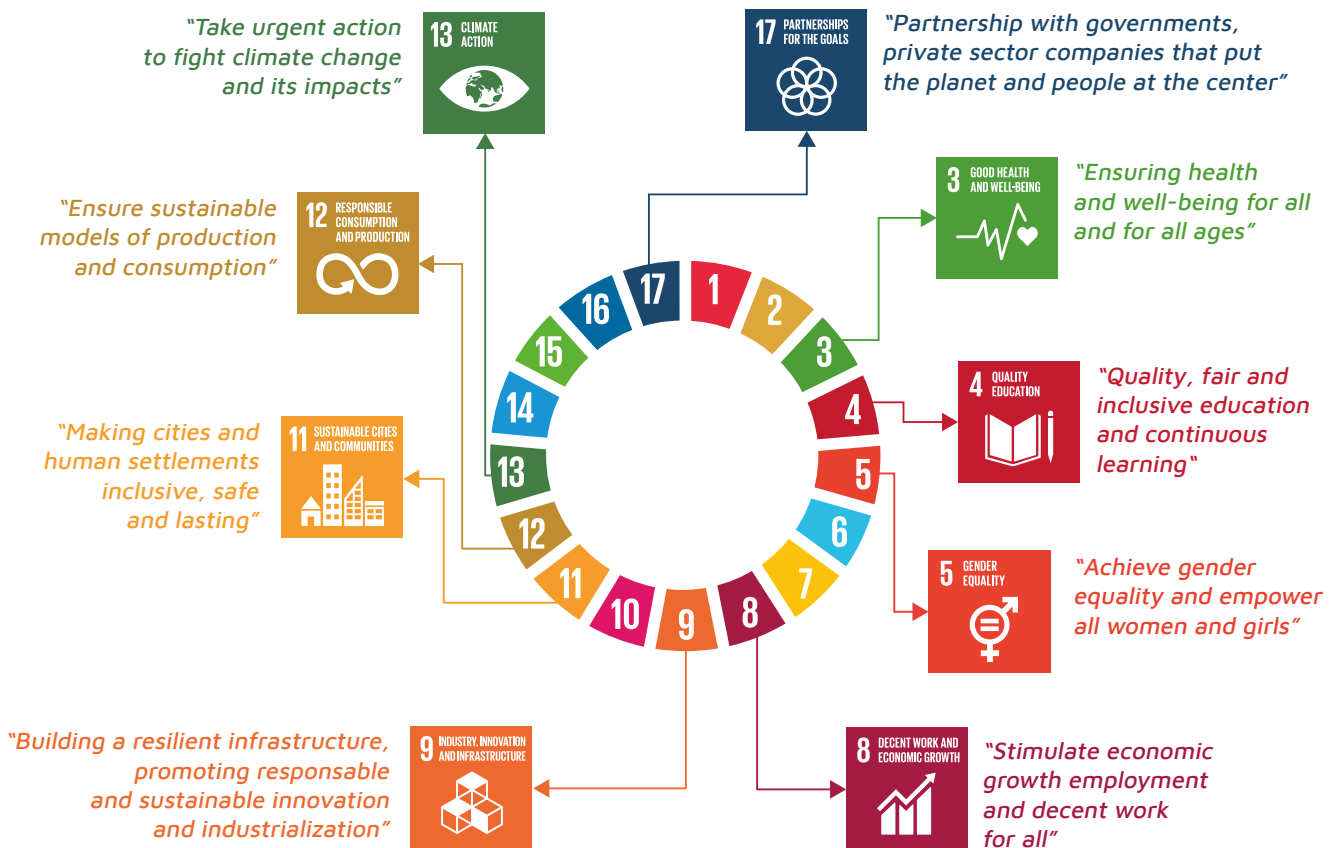 “Take urgent action
to fight climate change
and its impacts”
13 CLIMATE
ACTION
17 PARTNERSHIPS
FOR THE GOALS
“Partnership with governments,
private sector companies that put
the planet and people at the center”
“Ensure sustainable
models of production
and consumption”
12 RESPONSIBLE
CONSUMPTION
AND PRODUCTION
3 GOOD HEALTH
AND WELL-BEING
“Ensuring health
and well-being for all
and for all ages”
“Making cities and
human settlements
inclusive, safe
and lasting”
11 SUSTAINABLE CITIES
AND COMMUNITIES
1
2
3
4
5
6
7
8
9
10
11
12
13
14
15
16
17
4 QUALITY
EDUCATION
“Quality, fair and
inclusive education
and continuous
learning“
5 GENDER
EQUALITY
“Achieve gender
equality and empower
all women and girls”
“Building a resilient infrastructure,
promoting responsable
and sustainable innovation
and industrialization”
9 INDUSTRY, INNOVATION
AND INFRASTRUCTURE
8 DECENT WORK AND
ECONOMIC GROWTH
“Stimulate economic
growth employment
and decent work
for all”